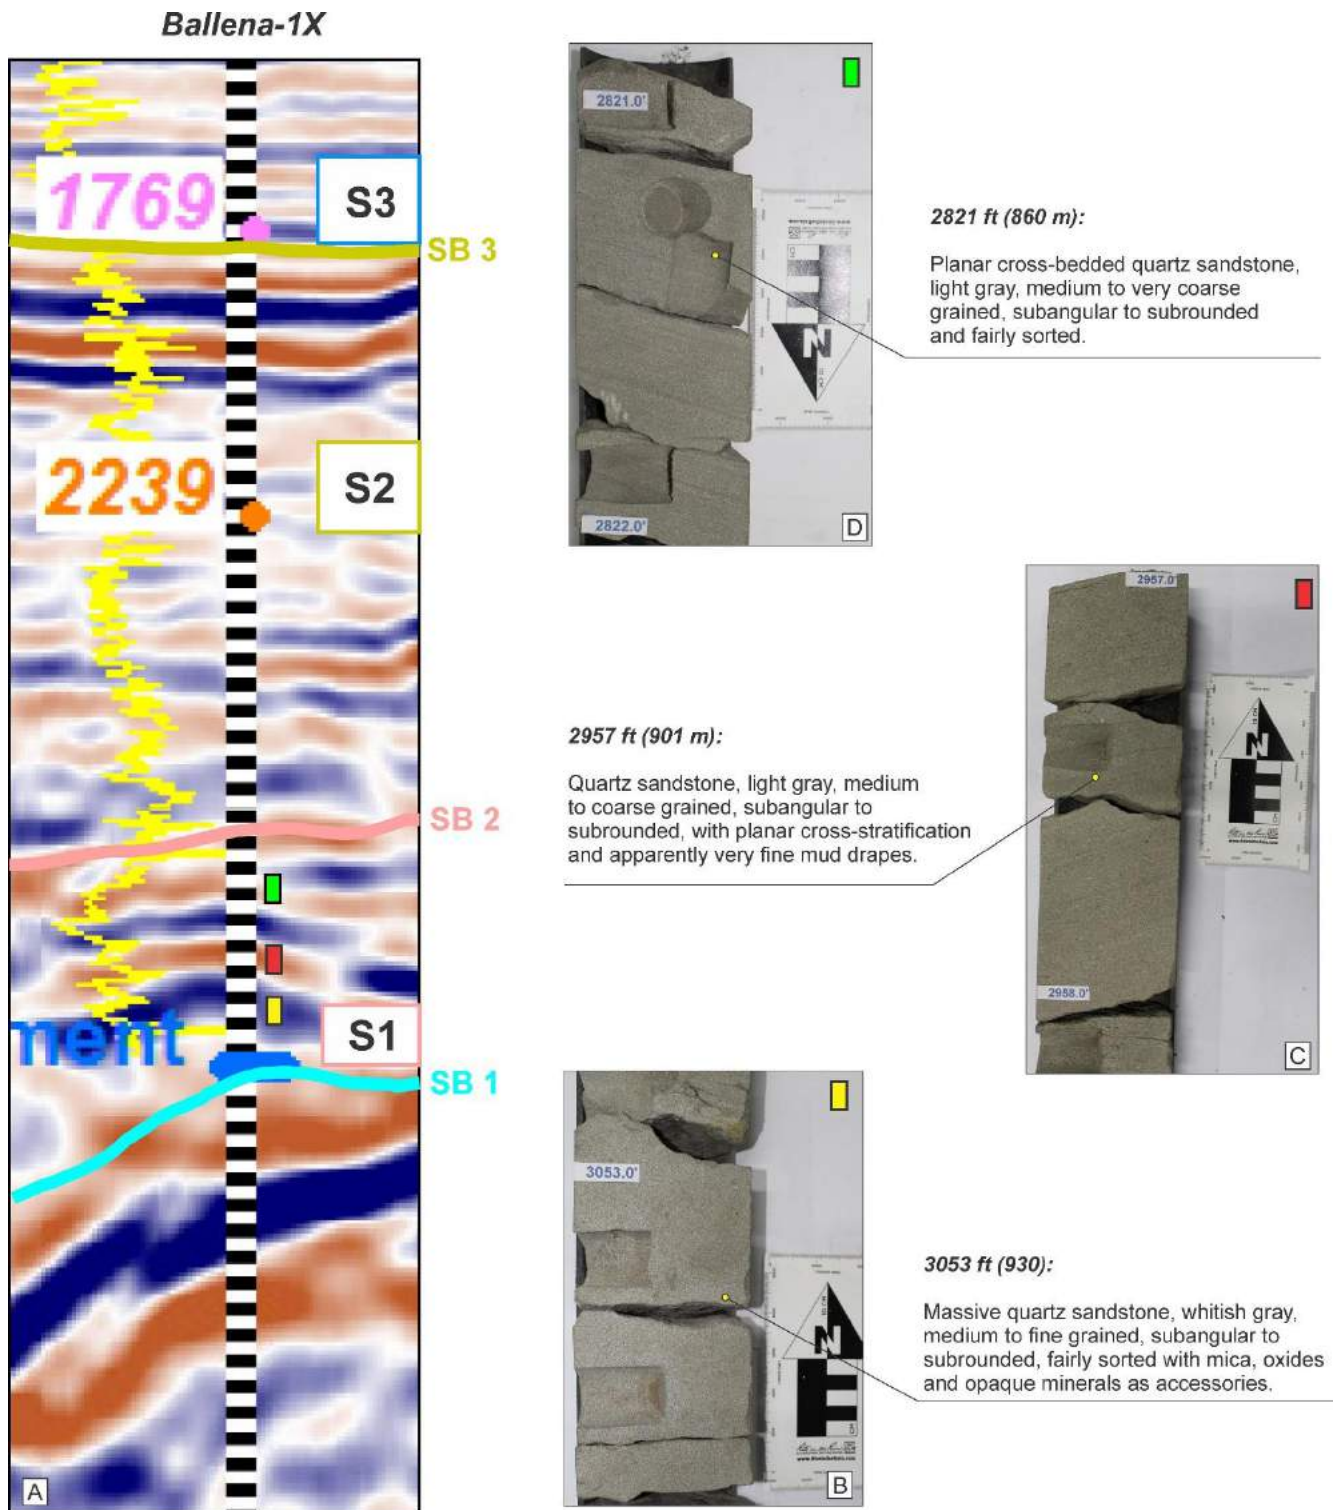 Ballena-1X
1769
S3
SB 3
2239
S2
SB 2
ment
S1
SB 1
A
2821.0'
2822.0'
D
2821 ft (860 m):
Planar cross-bedded quartz sandstone,
light gray, medium to very coarse
grained, subangular to subrounded
and fairly sorted.
2957.0'
2958.0'
C
2957 ft (901 m):
Quartz sandstone, light gray, medium
to coarse grained, subangular to
subrounded, with planar cross-stratification
and apparently very fine mud drapes.
3053.0'
N
B
3053 ft (930):
Massive quartz sandstone, whitish gray,
medium to fine grained, subangular to
subrounded, fairly sorted with mica, oxides
and opaque minerals as accessories.